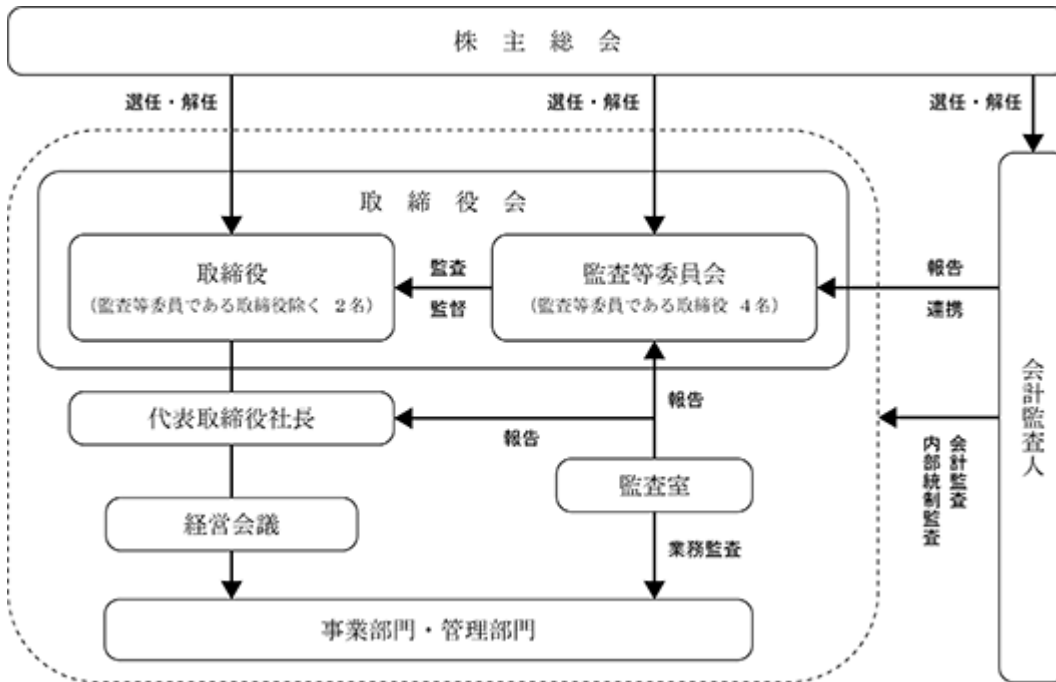 株主総会
選任・解任
選任・解任
選任・解任
取締役会
取締役
(監査等委員である取締役除く 2名)
監査
監督
監査等委員会
(監査等委員である取締役 4名)
報告
連携
会計監査人
代表取締役社長
報告
報告
監査室
会計監査
内部統制監査
経営会議
業務監査
事業部門・管理部門